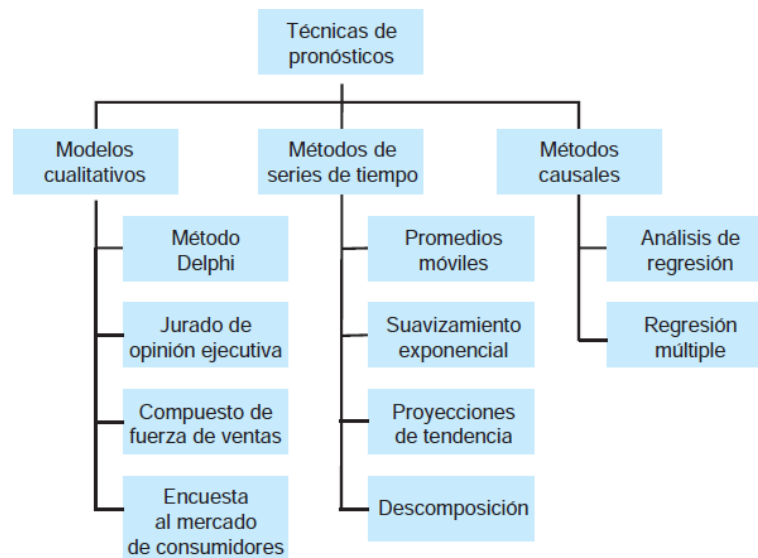 Técnicas de
pronósticos
Modelos
cualitativos
Métodos de
series de tiempo
Métodos
causales
Método
Delphi
Jurado de
opinión ejecutiva
Compuesto de
fuerza de ventas
Encuesta
al mercado
de consumidores
Promedios
móviles
Suavizamiento
exponencial
Proyecciones
de tendencia
Descomposición
Análisis de
regresión
Regresión
múltiple